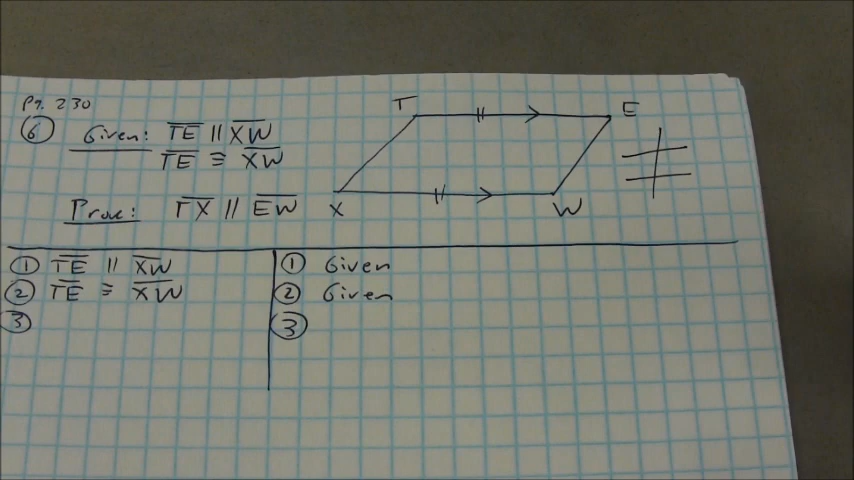 Pg. 230
6 Given: TE || XW
TE ≅ XW
Prove: TX || EW
T E
X W
1 TE || XW 1 Given
2 TE ≅ XW 2 Given
3 3